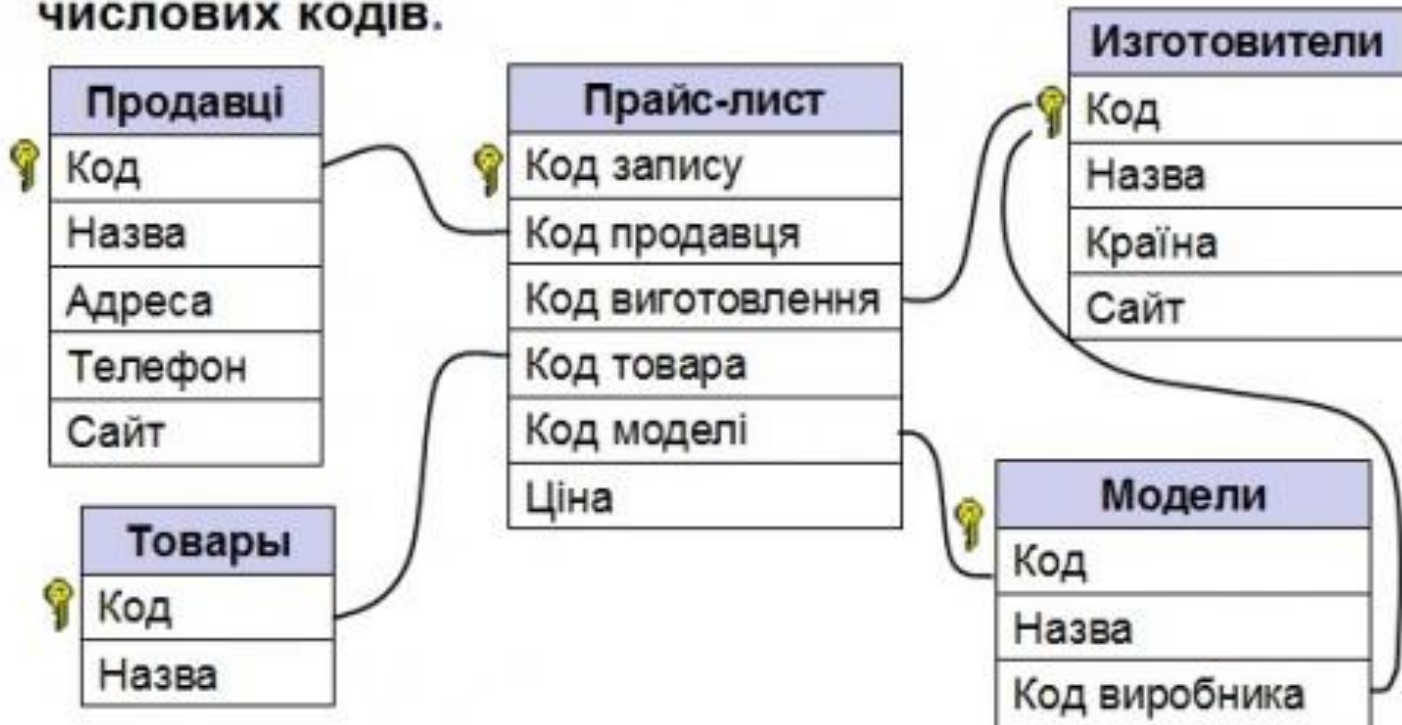 числових кодів.
Продавці
Код
Назва
Адреса
Телефон
Сайт
Прайс-лист
Код запису
Код продавця
Код виготовлення
Код товара
Код моделі
Ціна
Изготовители
Код
Назва
Країна
Сайт
Товары
Код
Назва
Модели
Код
Назва
Код виробника